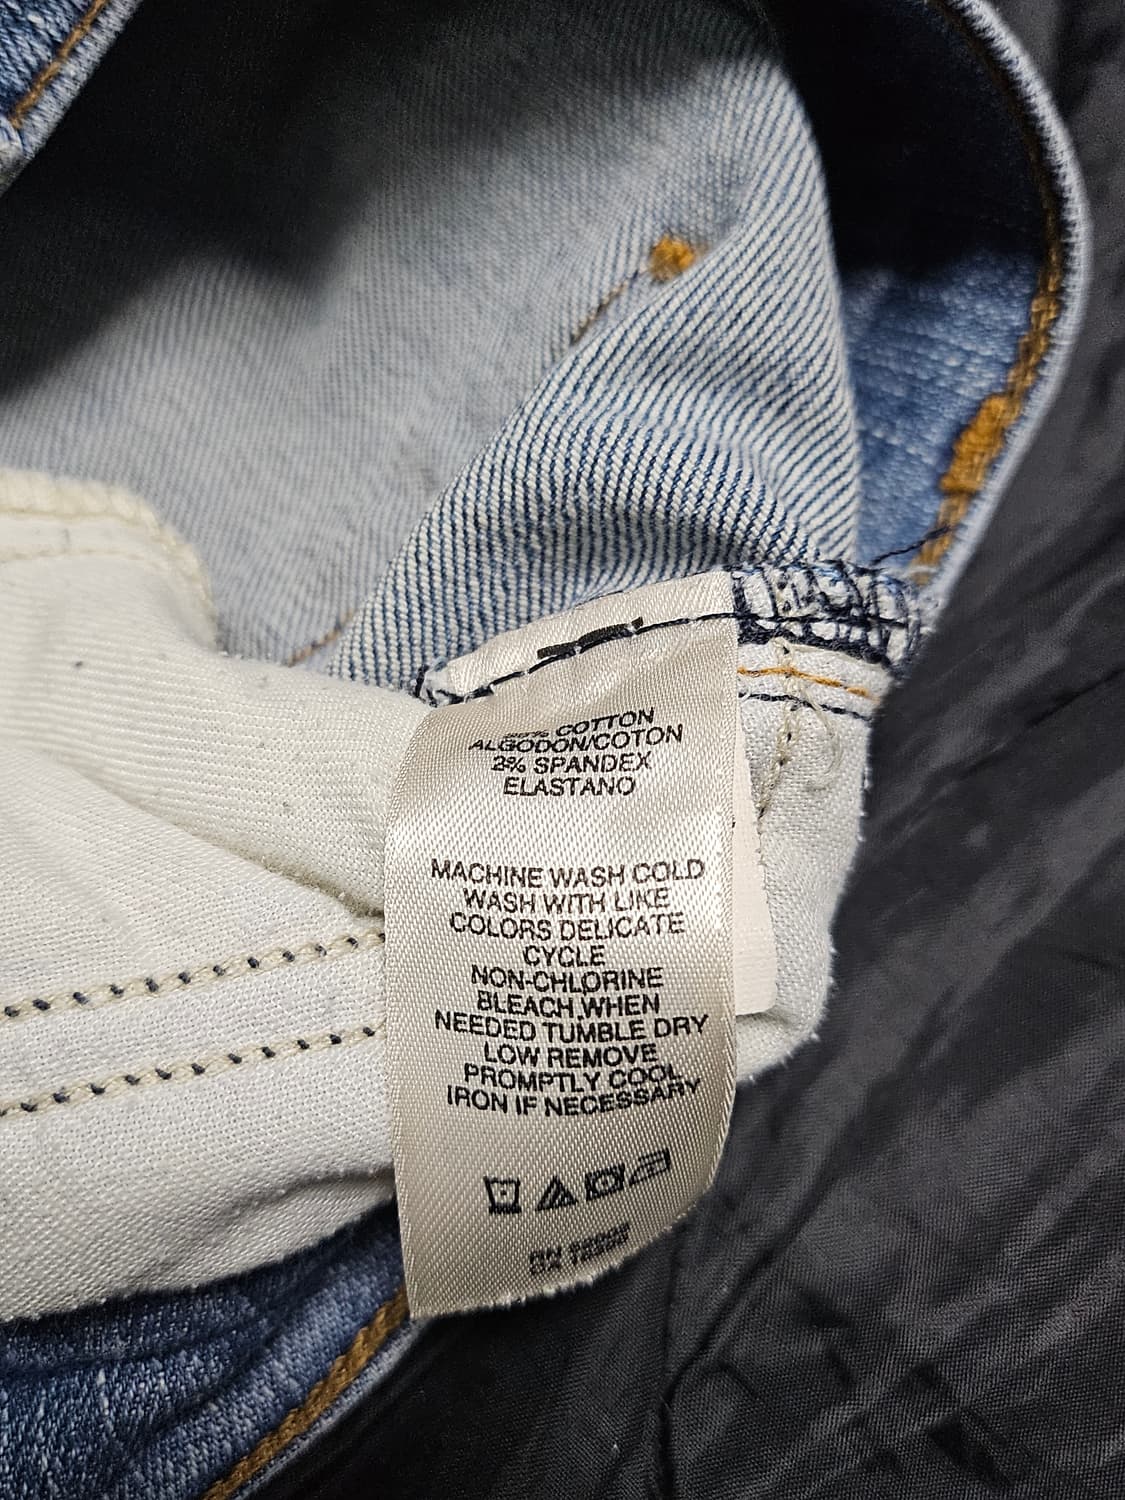 COTTON
ALGODON/COTON
2% SPANDEX
ELASTANO
MACHINE WASH COLD
WASH WITH LIKE
COLORS DELICATE
CYCLE
NON-CHLORINE
BLEACH WHEN
NEEDED TUMBLE DRY
LOW REMOVE
PROMPTLY COOL
IRON IF NECESSARY
RN